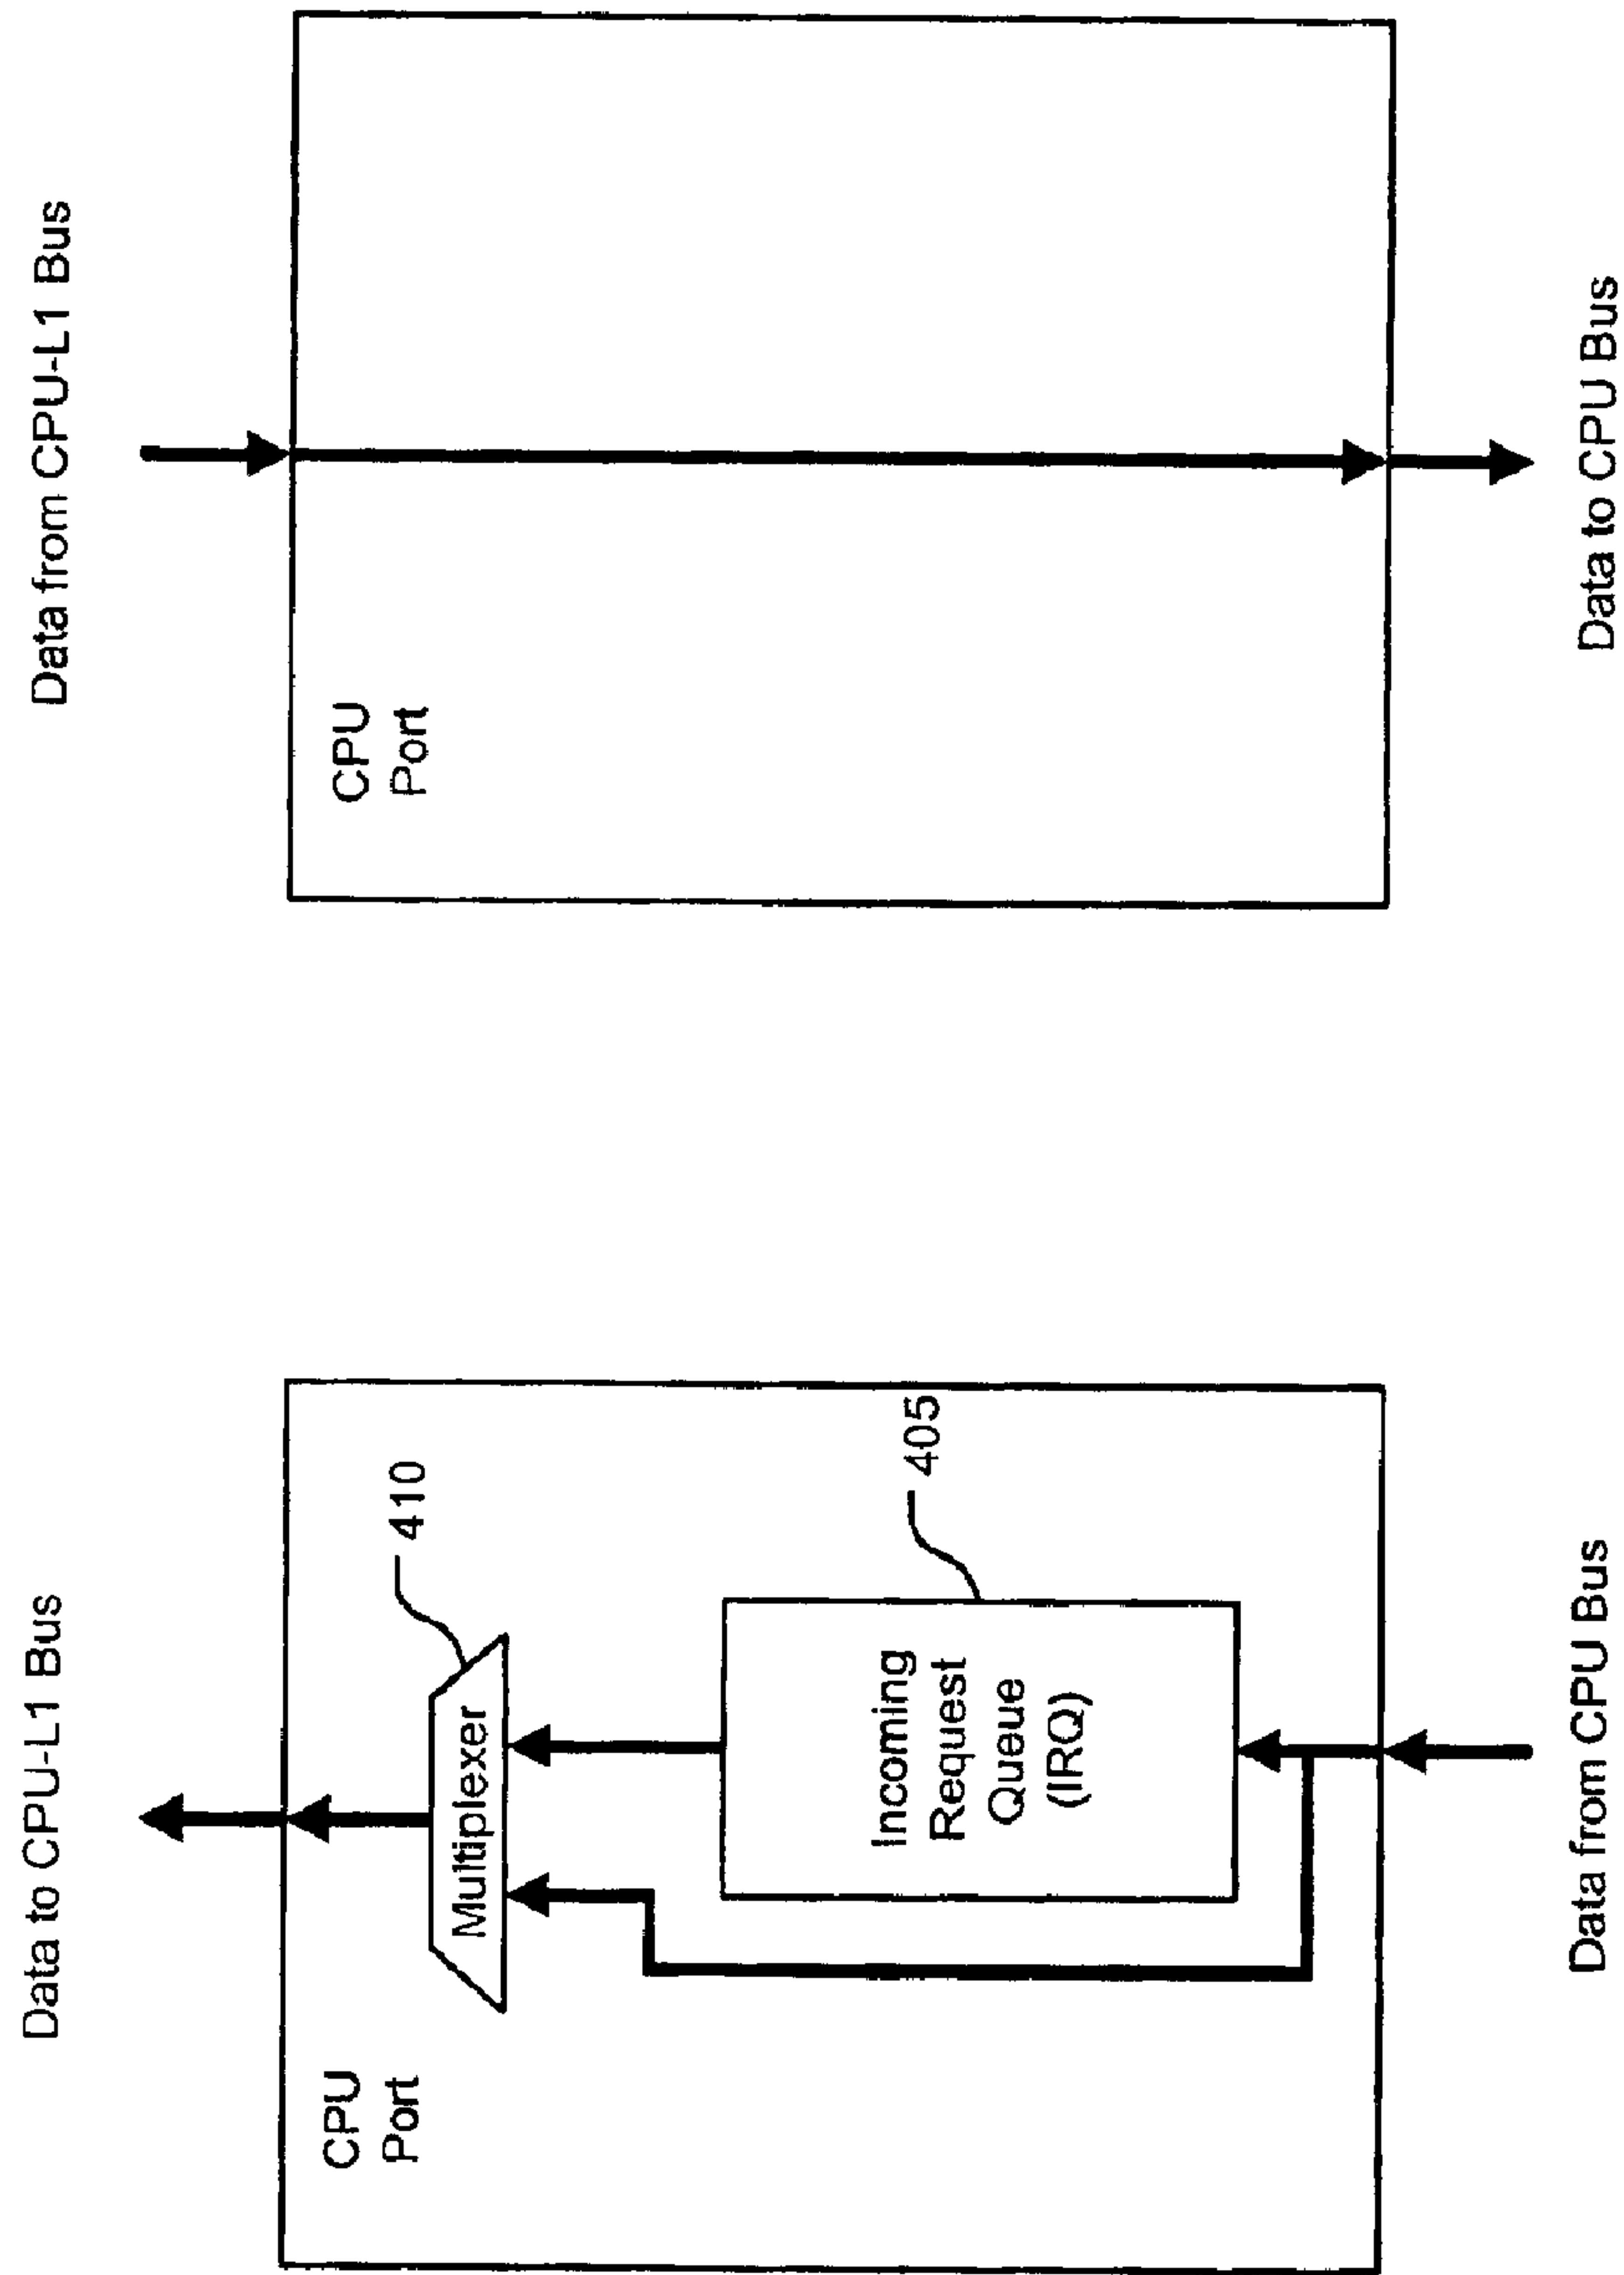 Data to CPU-L1 Bus
CPU
Port
Multiplexer
410
Incoming
Request
Queue
(IRQ)
405
Data from CPU Bus
Data from CPU-L1 Bus
CPU
Port
Data to CPU Bus